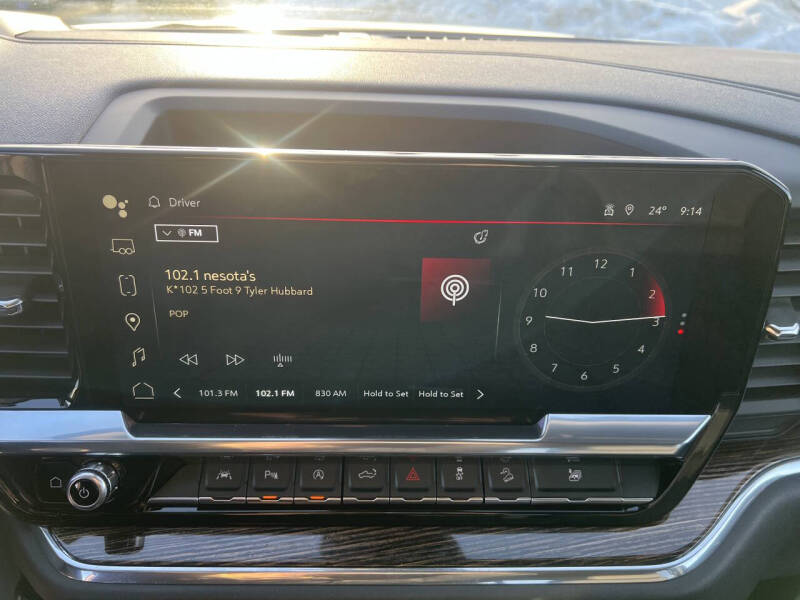 Driver
24° 9:14
FM
102.1 nesota's
K*102 5 Foot 9 Tyler Hubbard
POP
12
11 1
10 2
9 3
8 4
7 5
6
101.3 FM 102.1 FM 830 AM Hold to Set Hold to Set